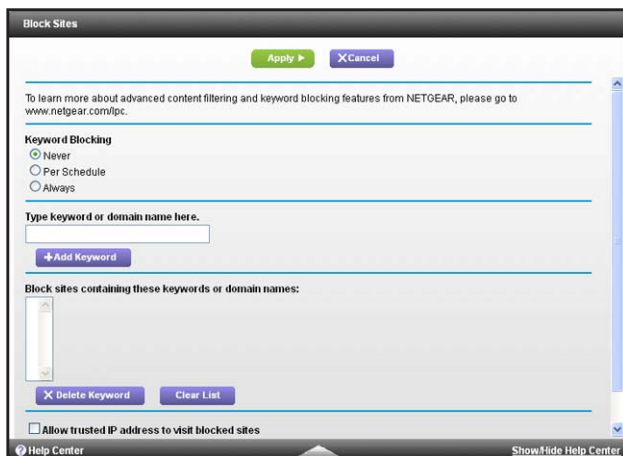 Block Sites
Apply
Cancel
To learn more about advanced content filtering and keyword blocking features from NETGEAR, please go to
www.netgear.com/lpc.
Keyword Blocking
Never
Per Schedule
Always
Type keyword or domain name here.
+Add Keyword
Block sites containing these keywords or domain names:
Delete Keyword
Clear List
Allow trusted IP address to visit blocked sites
Help Center
Show/Hide Help Center